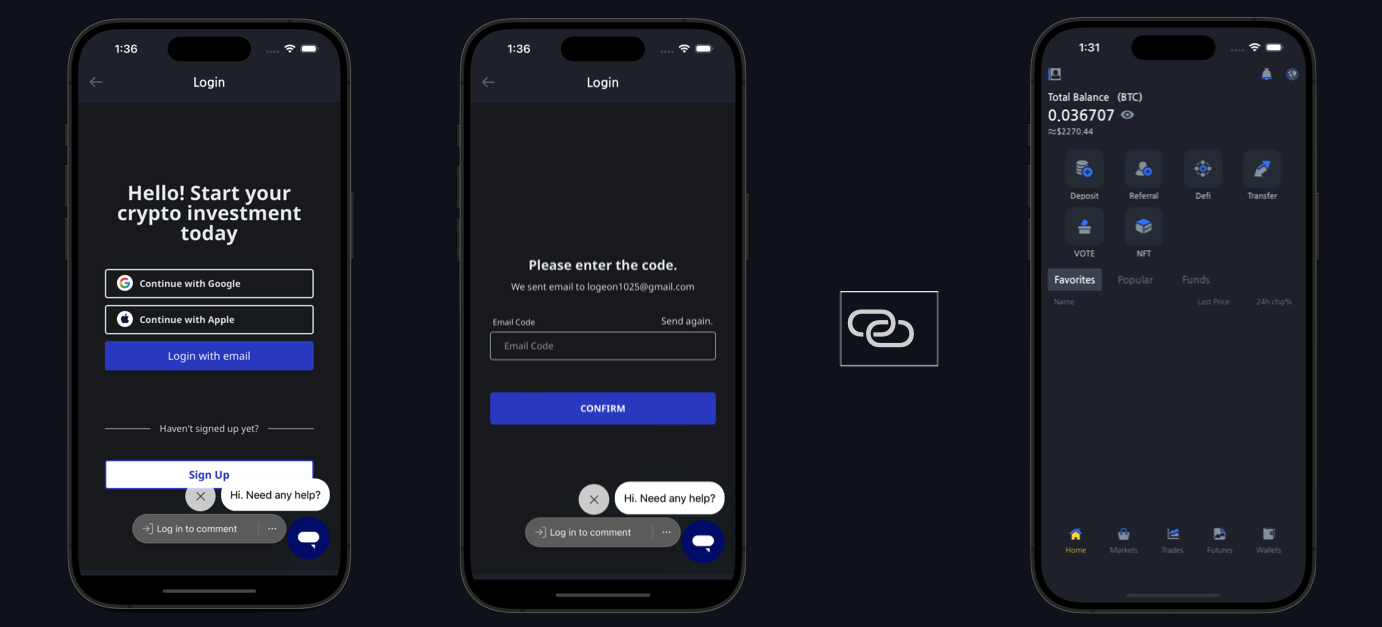 1:36
Login
Hello! Start your
crypto investment
today
Continue with Google
Continue with Apple
Login with email
Haven't signed up yet?
Sign Up
Hi. Need any help?
Log in to comment
1:36
Login
Please enter the code.
We sent email to logeon1025@gmail.com
Email Code
Send again.
Email Code
CONFIRM
Hi. Need any help?
Log in to comment
1:31
Total Balance (BTC)
0.036707
≈$2270.44
Deposit Referral Defi Transfer
VOTE NFT
Favorites Popular Funds
Name Last Price 24h chg%
Home Markets Trades Futures Wallets